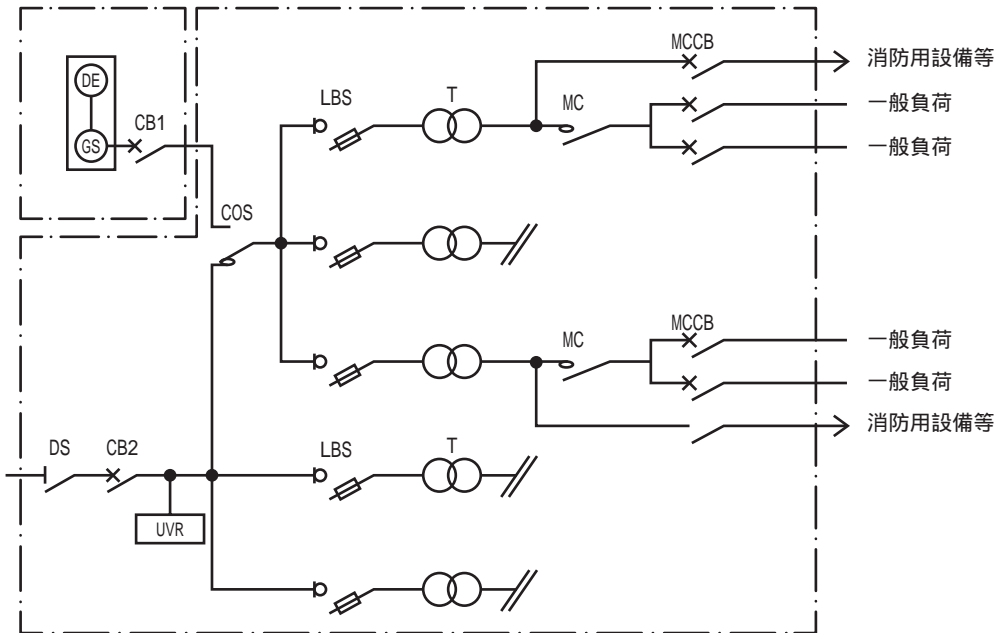 MCCB
消防用設備等
DE
LBS
T
MC
一般負荷
CB1
GS
一般負荷
COS
MCCB
MC
一般負荷
一般負荷
消防用設備等
DS
CB2
LBS
T
UVR